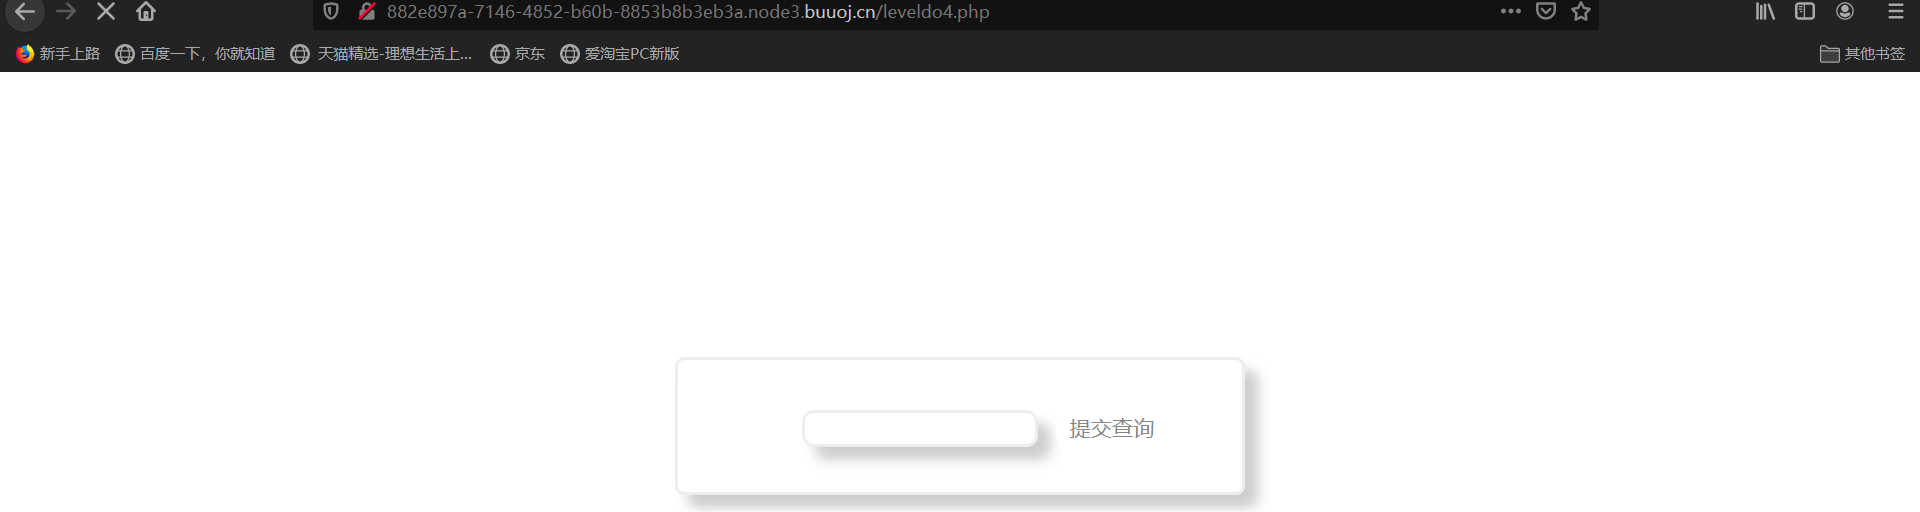 882e897a-7146-4852-b60b-8853b8b3eb3a.node3.buuoj.cn/leveldo4.php
新手上路 百度一下，你就知道 天猫精选-理想生活上... 京东 爱淘宝PC新版 其他书签
提交查询